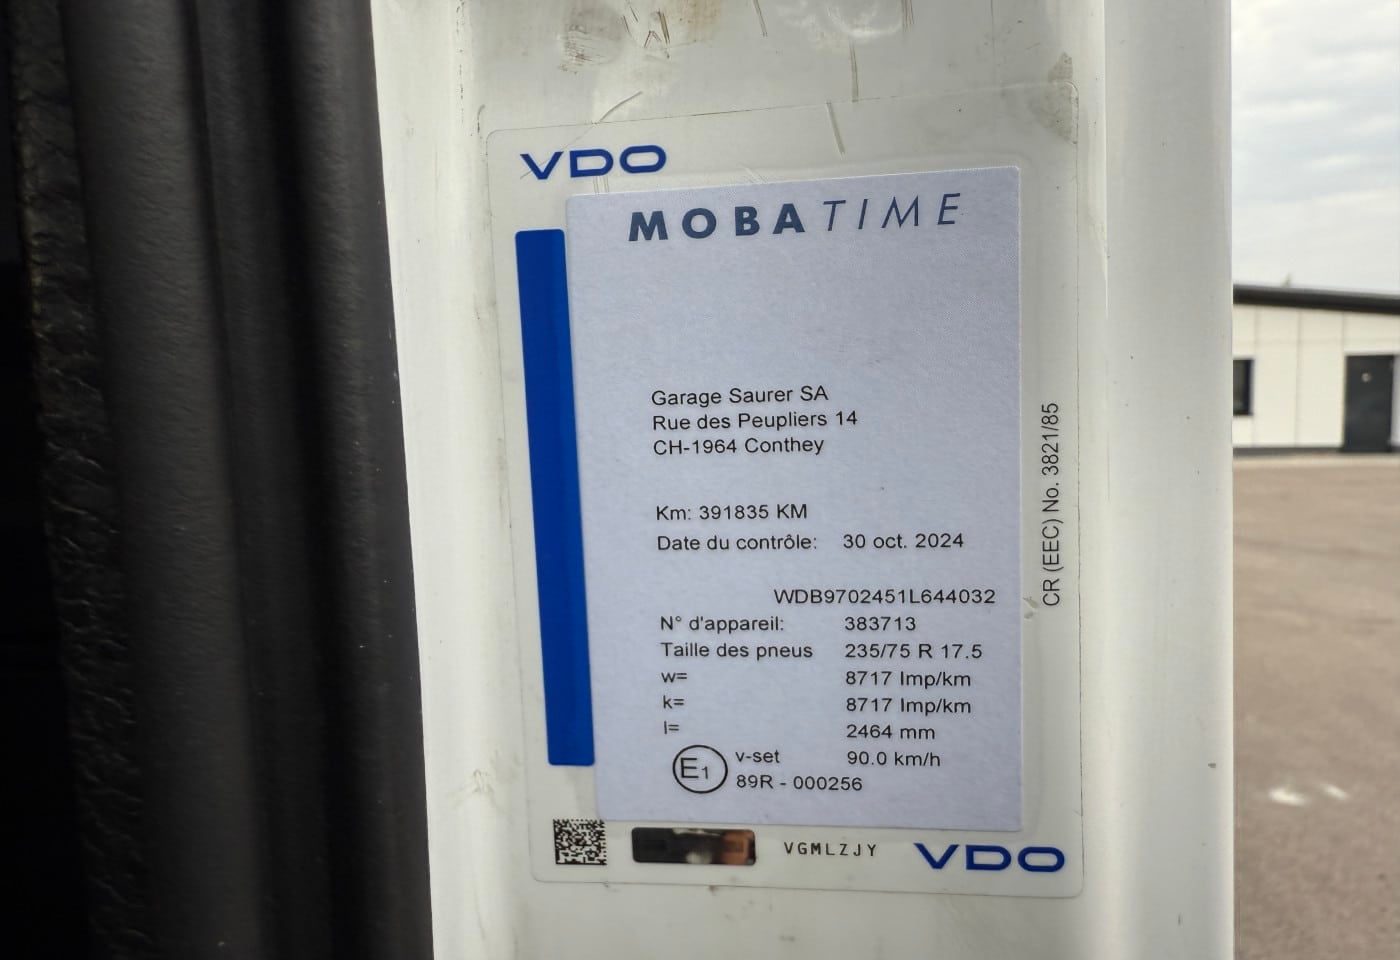 VDO
MOBATIME
Garage Saurer SA
Rue des Peupliers 14
CH-1964 Conthey
Km: 391835 KM
Date du contrôle: 30 oct. 2024
WDB9702451L644032
N° d'appareil: 383713
Taille des pneus 235/75 R 17.5
w= 8717 Imp/km
k= 8717 Imp/km
l= 2464 mm
E1 v-set 90.0 km/h
89R - 000256
CR (EEC) No. 3821/85
VGMLZJY
VDO